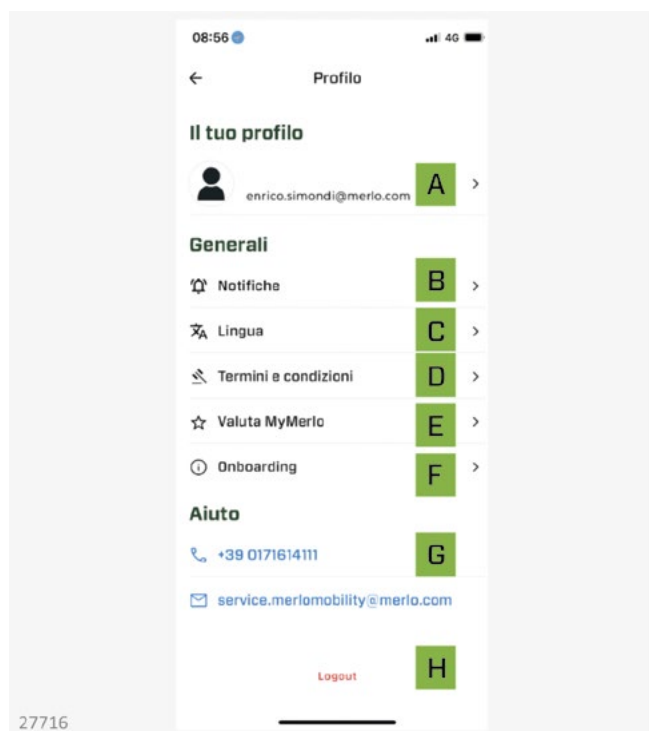 08:56
4G
Profilo
Il tuo profilo
enrico.simondi@merlo.com A
Generali
Notifiche B
Lingua C
Termini e condizioni D
Valuta MyMerlo E
Onboarding F
Aiuto
+39 0171614111 G
service.merlomobility@merlo.com
Logout H
27716